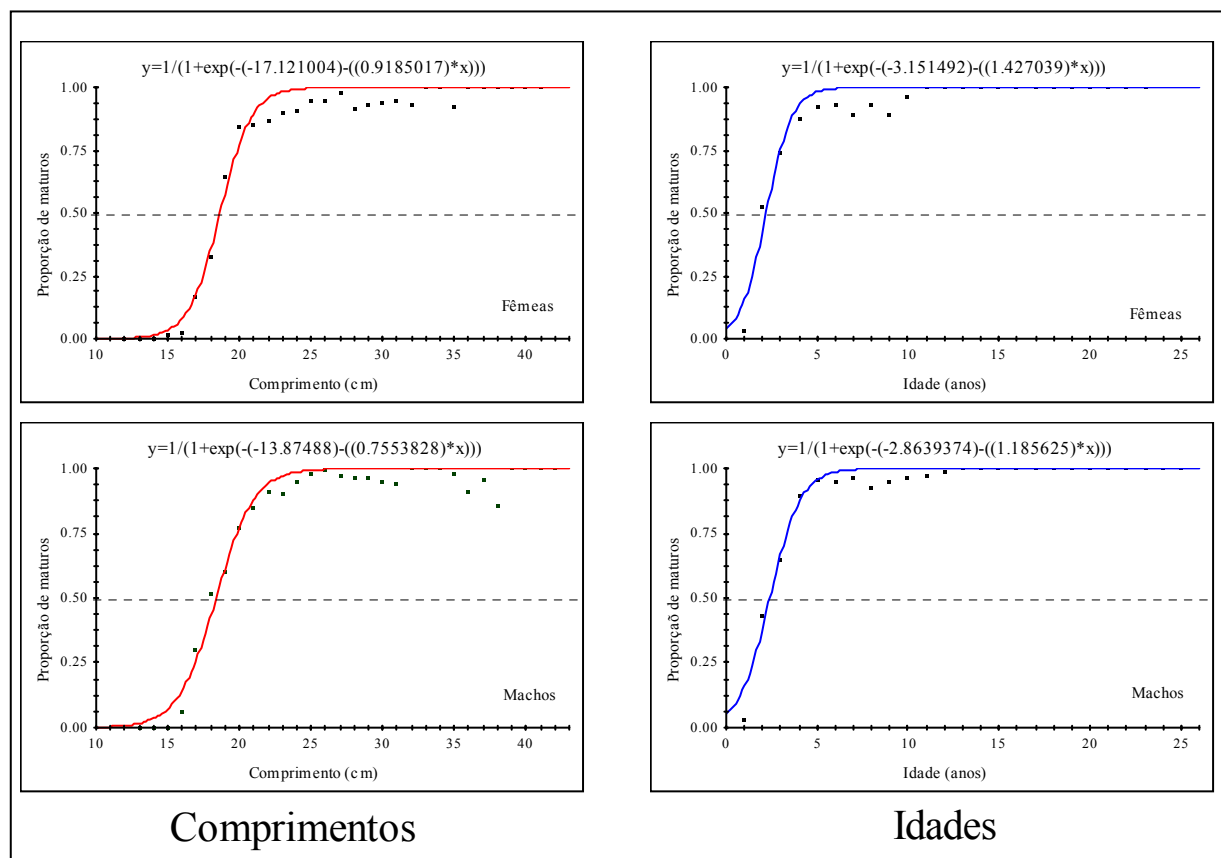 y=1/(1+exp(-(-17.121004)-((0.9185017)*x)))
1.00
0.75
0.50
0.25
0.00
Proporção de maturos
Fêmeas
10 15 20 25 30 35 40
Comprimento (cm)
y=1/(1+exp(-(-3.151492)-((1.427039)*x)))
1.00
0.75
0.50
0.25
0.00
Proporção de maturos
Fêmeas
0 5 10 15 20 25
Idade (anos)
y=1/(1+exp(-(-13.87488)-((0.7553828)*x)))
1.00
0.75
0.50
0.25
0.00
Proporção de maturos
Machos
10 15 20 25 30 35 40
Comprimento (cm)
y=1/(1+exp(-(-2.8639374)-((1.185625)*x)))
1.00
0.75
0.50
0.25
0.00
Proporçaõ de maturos
Machos
0 5 10 15 20 25
Idade (anos)
Comprimentos
Idades